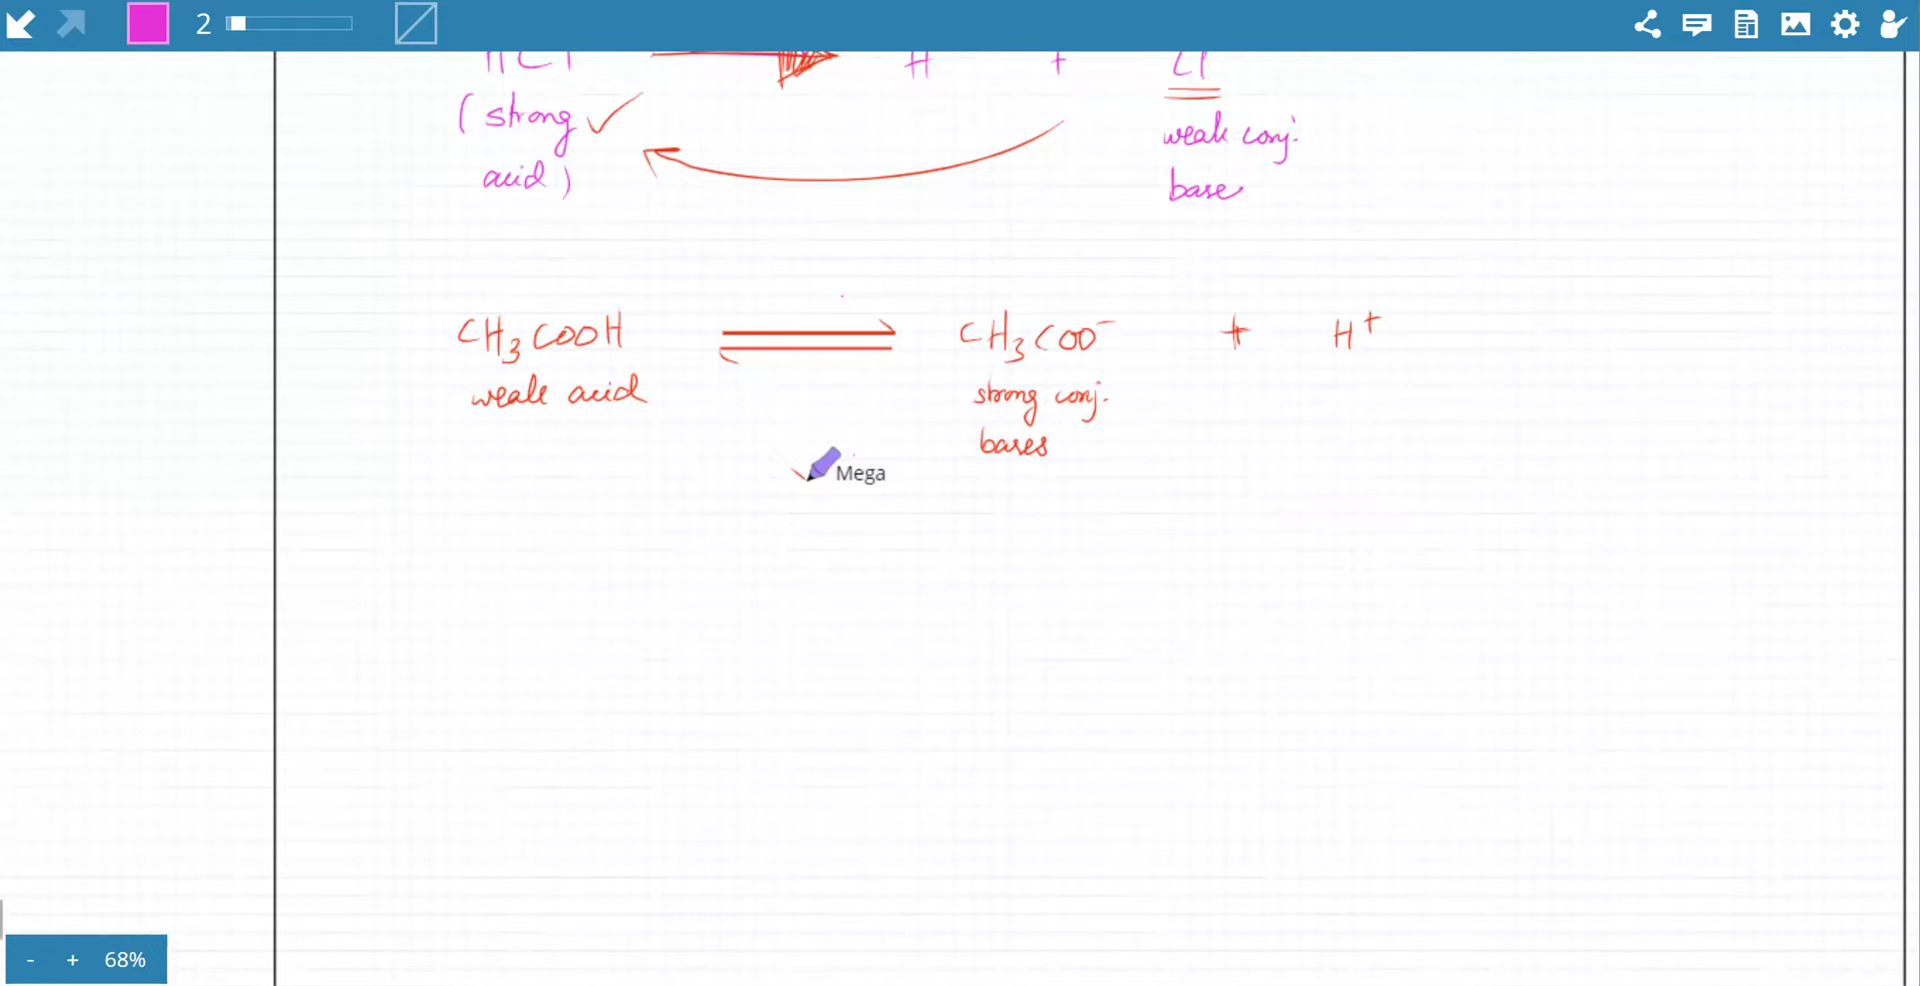 2
HCl H + Cl
(strong weak conj.
acid) base
CH₃COOH ⇌ CH₃COO⁻ + H⁺
weak acid strong conj.
bases
Mega
- + 68%